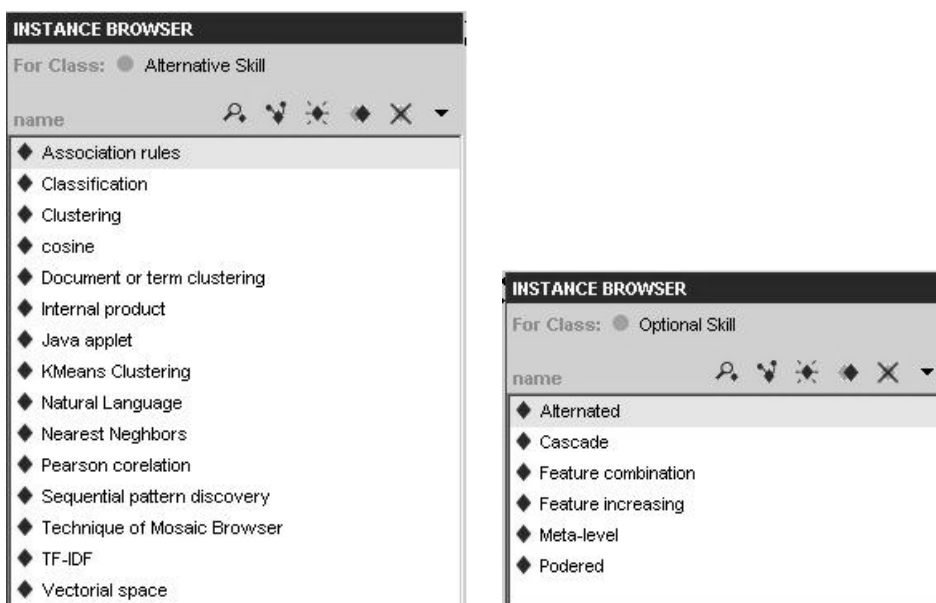 INSTANCE BROWSER
For Class: Alternative Skill
name
Association rules
Classification
Clustering
cosine
Document or term clustering
Internal product
Java applet
KMeans Clustering
Natural Language
Nearest Neghbors
Pearson corelation
Sequential pattern discovery
Technique of Mosaic Browser
TF-IDF
Vectorial space
INSTANCE BROWSER
For Class: Optional Skill
name
Alternated
Cascade
Feature combination
Feature increasing
Meta-level
Podered